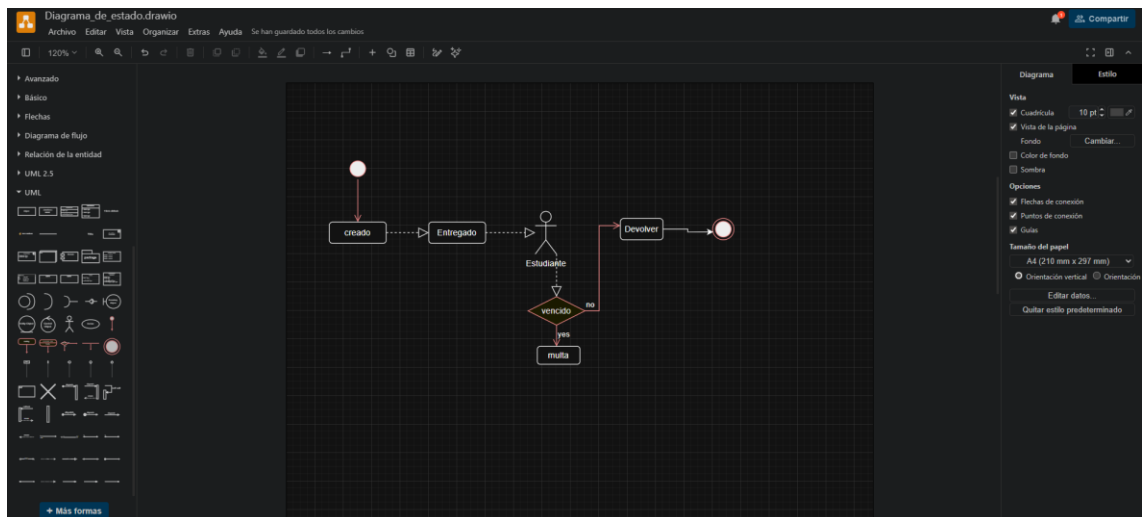 Diagrama_de_estado.drawio
Archivo Editar Vista Organizar Extras Ayuda Se han guardado todos los cambios
Compartir
120%
Avanzado
Básico
Flechas
Diagrama de flujo
Relación de la entidad
UML 2.5
UML
+ Más formas
creado
Entregado
Estudiante
vencido
no
yes
multa
Devolver
Diagrama Estilo
Vista
Cuadrícula 10 pt
Vista de la página
Fondo Cambiar...
Color de fondo
Sombra
Opciones
Flechas de conexión
Puntos de conexión
Guías
Tamaño del papel
A4 (210 mm x 297 mm)
Orientación vertical Orientación
Editar datos...
Quitar estilo predeterminado